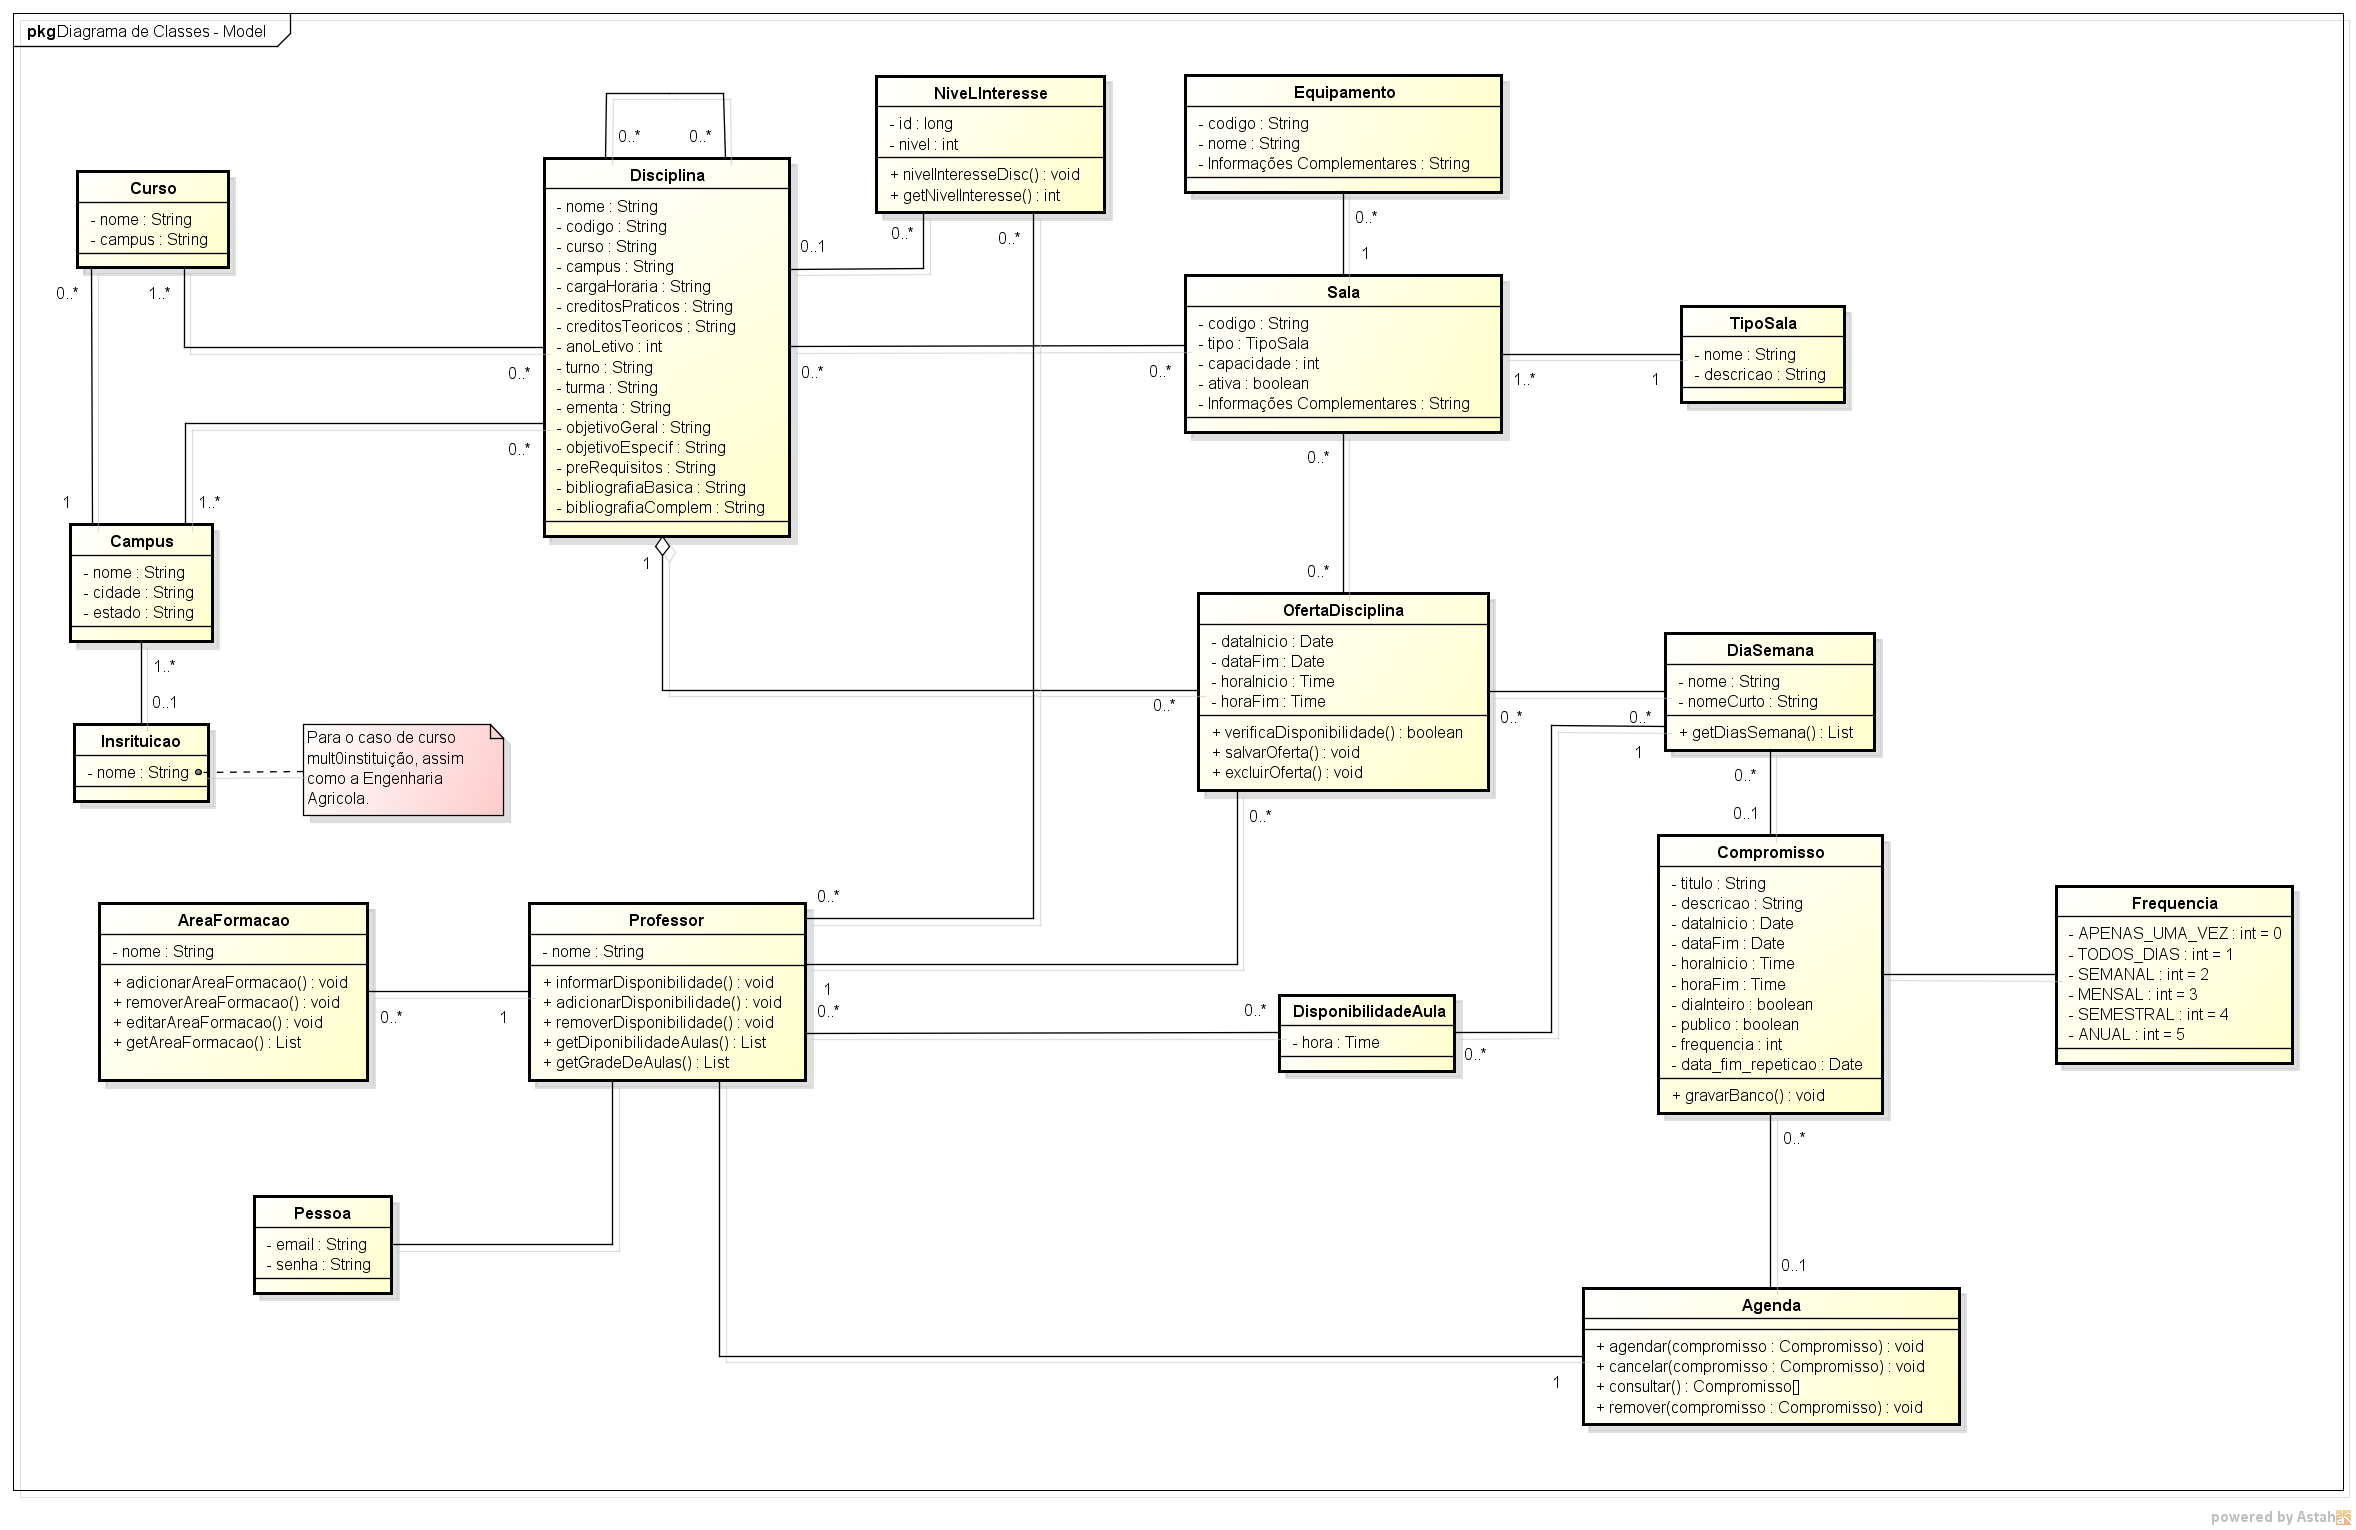 pkg Diagrama de Classes - Model
0..*
0..*
Curso
- nome : String
- campus : String
0..*
1..*
Disciplina
- nome : String
- codigo : String
- curso : String
- campus : String
- cargaHoraria : String
- creditosPraticos : String
- creditosTeoricos : String
- anoLetivo : int
- turno : String
- turma : String
- ementa : String
- objetivoGeral : String
- objetivoEspecif : String
- preRequisitos : String
- bibliografiaBasica : String
- bibliografiaComplem : String
0..*
0..*
0..1
0..*
1
NiveLInteresse
- id : long
- nivel : int
+ nivelInteresseDisc() : void
+ getNivelInteresse() : int
0..*
0..*
Equipamento
- codigo : String
- nome : String
- Informações Complementares : String
0..*
1
Sala
- codigo : String
- tipo : TipoSala
- capacidade : int
- ativa : boolean
- Informações Complementares : String
0..*
1..*
0..*
TipoSala
- nome : String
- descricao : String
1
1
1..*
Campus
- nome : String
- cidade : String
- estado : String
1..*
0..1
Insrituicao
- nome : String
Para o caso de curso
mult0instituição, assim
como a Engenharia
Agricola.
0..*
OfertaDisciplina
- dataInicio : Date
- dataFim : Date
- horaInicio : Time
- horaFim : Time
+ verificaDisponibilidade() : boolean
+ salvarOferta() : void
+ excluirOferta() : void
0..*
0..*
0..*
DiaSemana
- nome : String
- nomeCurto : String
+ getDiasSemana() : List
0..*
1
0..*
0..1
Compromisso
- titulo : String
- descricao : String
- dataInicio : Date
- dataFim : Date
- horaInicio : Time
- horaFim : Time
- diaInteiro : boolean
- publico : boolean
- frequencia : int
- data_fim_repeticao : Date
+ gravarBanco() : void
0..*
Frequencia
- APENAS_UMA_VEZ : int = 0
- TODOS_DIAS : int = 1
- SEMANAL : int = 2
- MENSAL : int = 3
- SEMESTRAL : int = 4
- ANUAL : int = 5
AreaFormacao
- nome : String
+ adicionarAreaFormacao() : void
+ removerAreaFormacao() : void
+ editarAreaFormacao() : void
+ getAreaFormacao() : List
0..*
1
Professor
- nome : String
+ informarDisponibilidade() : void
+ adicionarDisponibilidade() : void
+ removerDisponibilidade() : void
+ getDiponibilidadeAulas() : List
+ getGradeDeAulas() : List
0..*
1
0..*
0..*
DisponibilidadeAula
- hora : Time
0..*
Pessoa
- email : String
- senha : String
0..1
1
Agenda
+ agendar(compromisso : Compromisso) : void
+ cancelar(compromisso : Compromisso) : void
+ consultar() : Compromisso[]
+ remover(compromisso : Compromisso) : void
powered by Astah